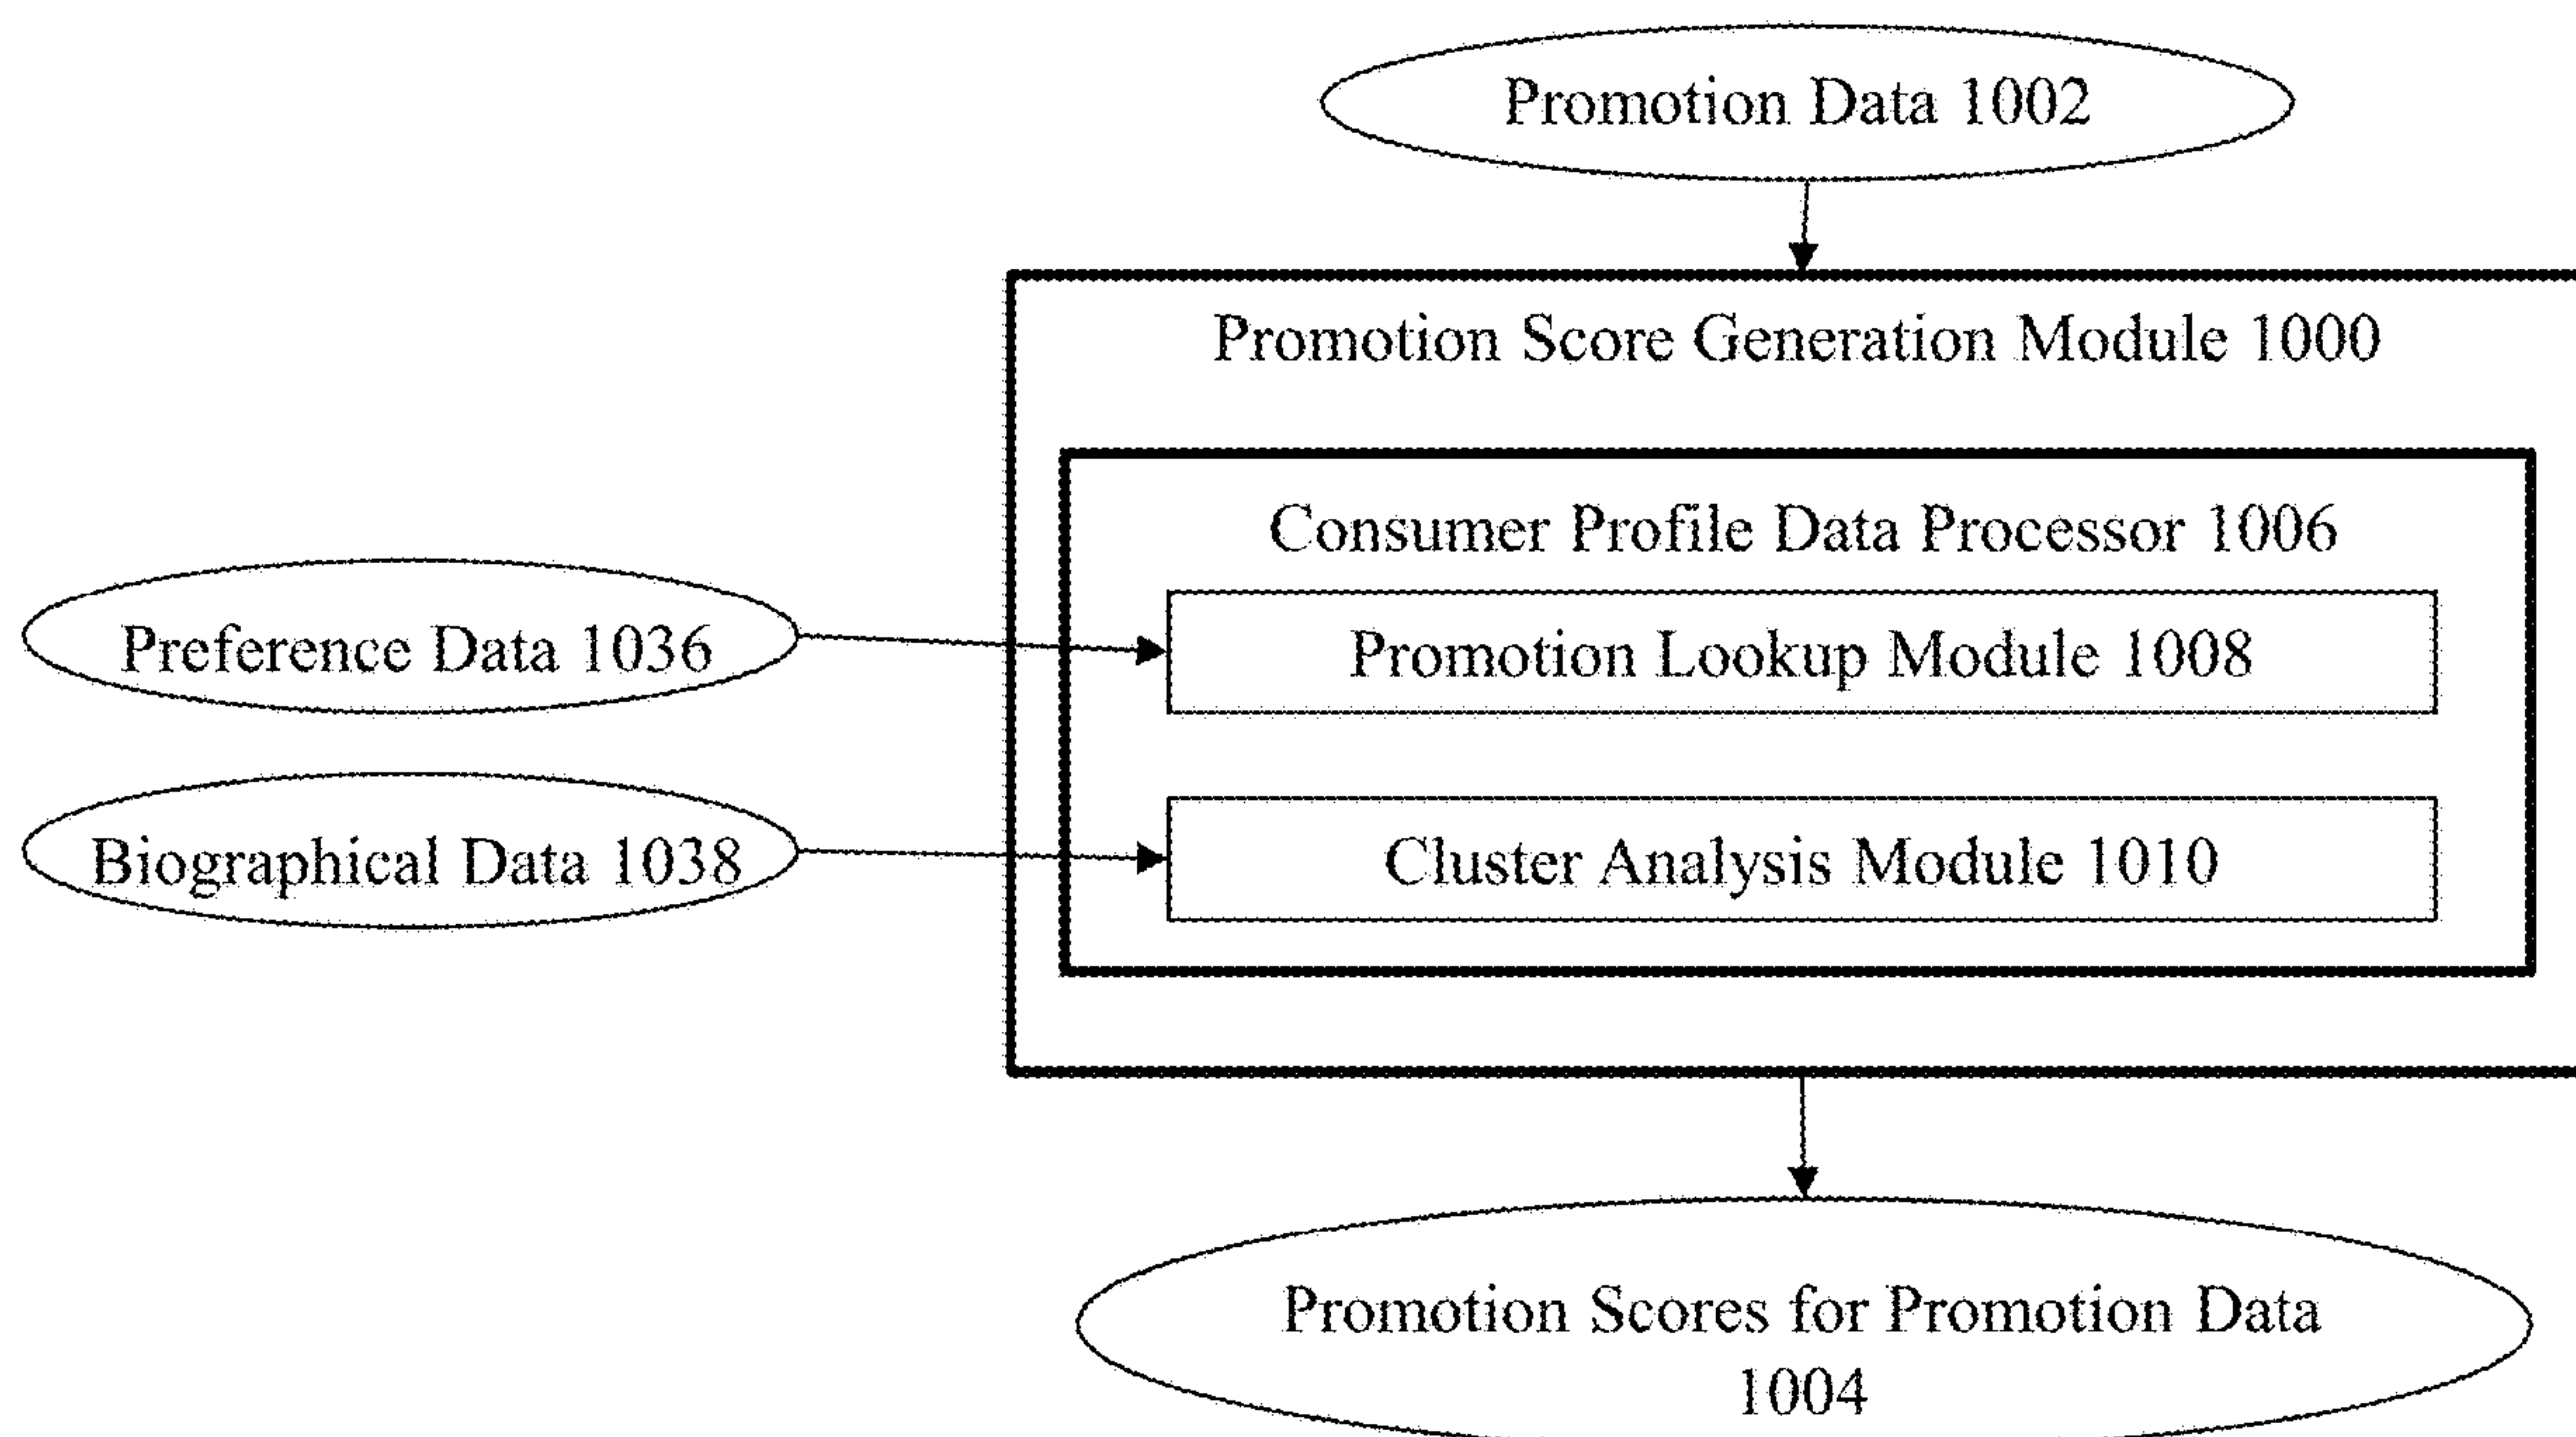 Promotion Data 1002
Promotion Score Generation Module 1000
Consumer Profile Data Processor 1006
Preference Data 1036
Promotion Lookup Module 1008
Biographical Data 1038
Cluster Analysis Module 1010
Promotion Scores for Promotion Data
1004